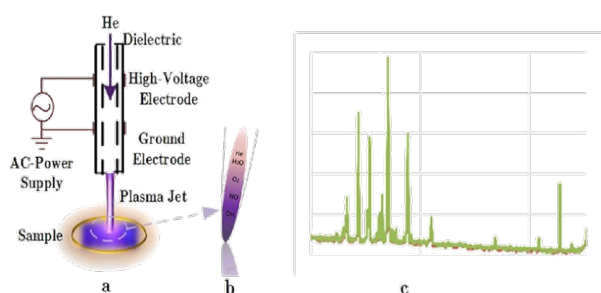 He
Dielectric
High-Voltage
Electrode
Ground
Electrode
AC-Power
Supply
Plasma Jet
Sample
He
H₂O
O₂
NO
OH
a
b
c